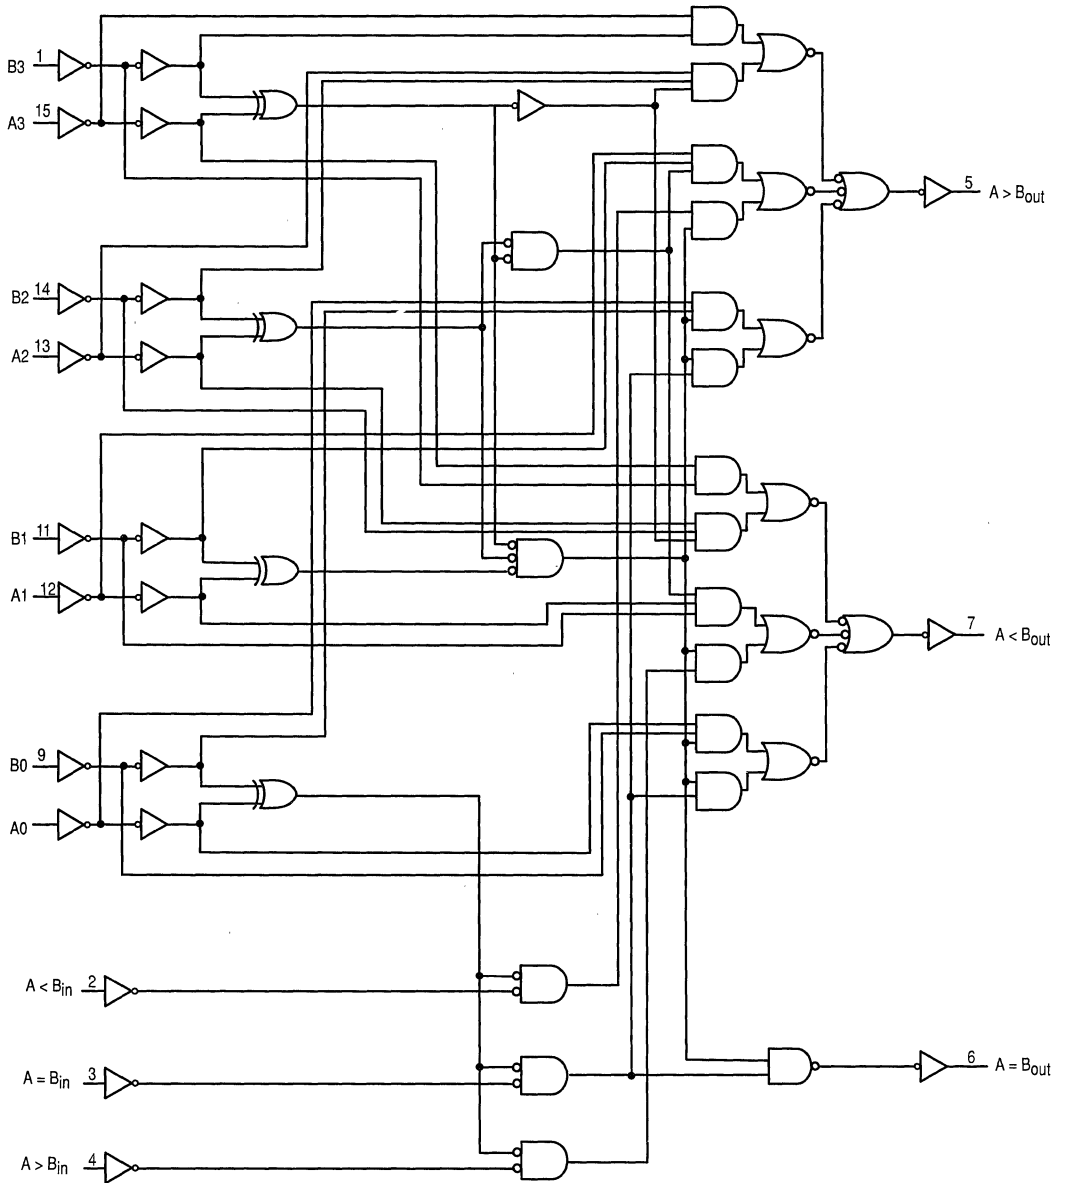 B3 1
A3 15
5 A > Bout
B2 14
A2 13
B1 11
A1 12
7 A < Bout
B0 9
A0
A < Bin 2
A = Bin 3
6 A = Bout
A > Bin 4